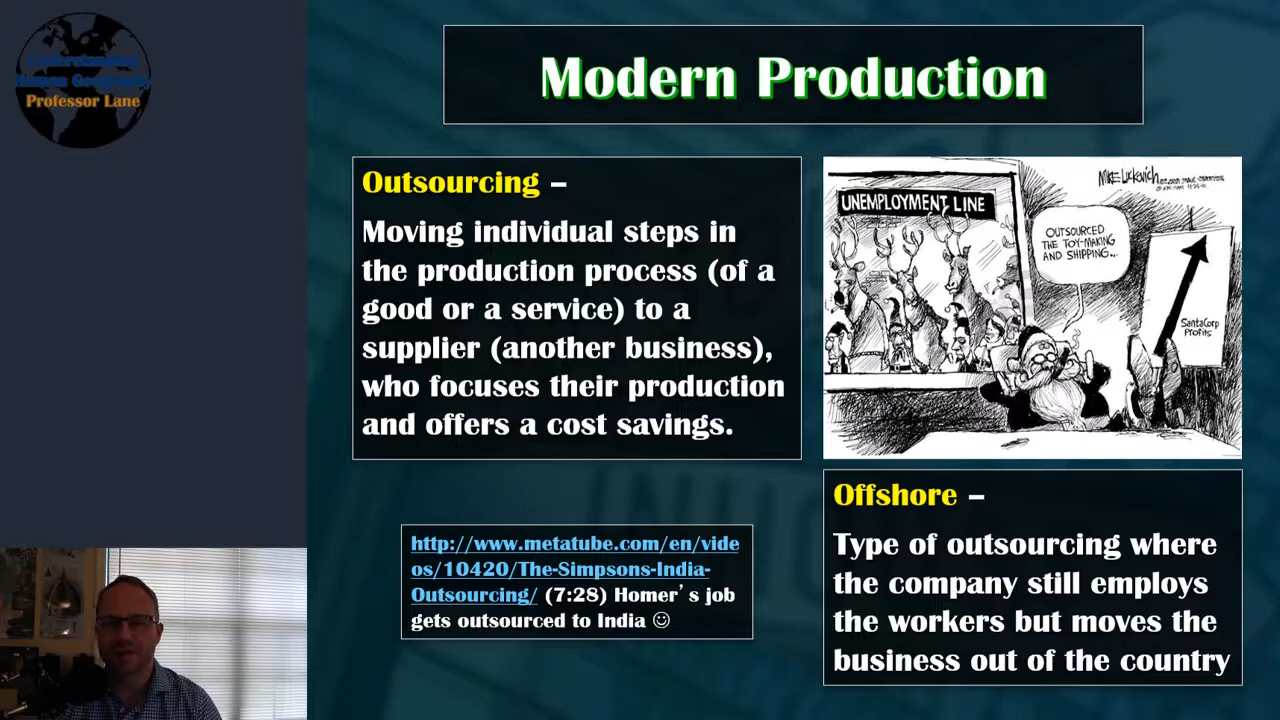 Understanding
Human Geography
Professor Lane
Modern Production
Outsourcing –
Moving individual steps in
the production process (of a
good or a service) to a
supplier (another business),
who focuses their production
and offers a cost savings.
UNEMPLOYMENT LINE
OUTSOURCED
THE TOY-MAKING
AND SHIPPING...
SantaCorp
Profits
http://www.metatube.com/en/vide
os/10420/The-Simpsons-India-
Outsourcing/ (7:28) Homer’s job
gets outsourced to India ☺
Offshore –
Type of outsourcing where
the company still employs
the workers but moves the
business out of the country